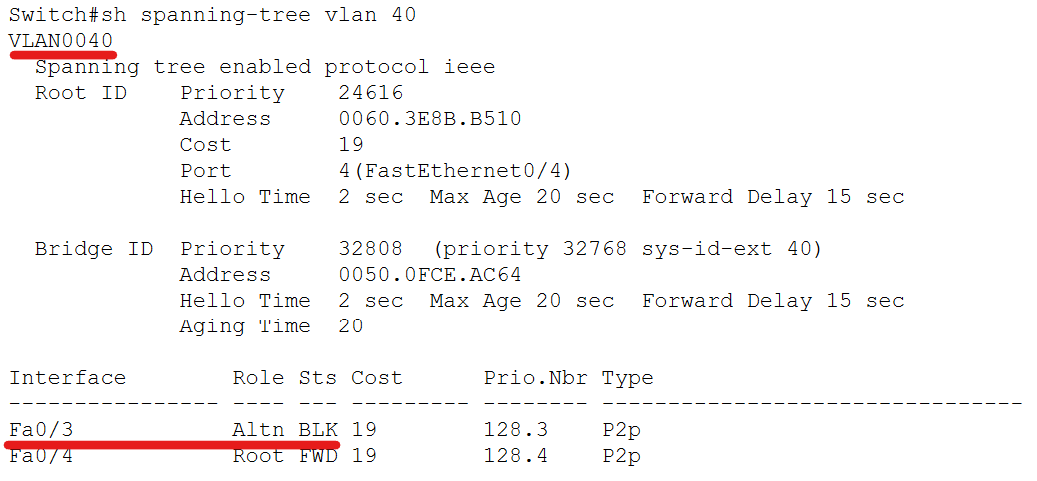 Switch#sh spanning-tree vlan 40
VLAN0040
Spanning tree enabled protocol ieee
Root ID Priority 24616
Address 0060.3E8B.B510
Cost 19
Port 4(FastEthernet0/4)
Hello Time 2 sec Max Age 20 sec Forward Delay 15 sec
Bridge ID Priority 32808 (priority 32768 sys-id-ext 40)
Address 0050.0FCE.AC64
Hello Time 2 sec Max Age 20 sec Forward Delay 15 sec
Aging Time 20
Interface Role Sts Cost Prio.Nbr Type
---------------- ---- --- --------- -------- --------------------------------
Fa0/3 Altn BLK 19 128.3 P2p
Fa0/4 Root FWD 19 128.4 P2p